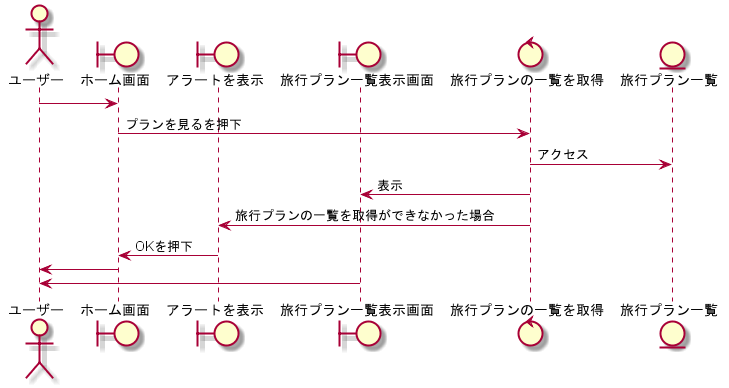 ユーザー ホーム画面 アラートを表示 旅行プラン一覧表示画面 旅行プランの一覧を取得 旅行プラン一覧
プランを見るを押下
アクセス
表示
旅行プランの一覧を取得ができなかった場合
OKを押下
ユーザー ホーム画面 アラートを表示 旅行プラン一覧表示画面 旅行プランの一覧を取得 旅行プラン一覧